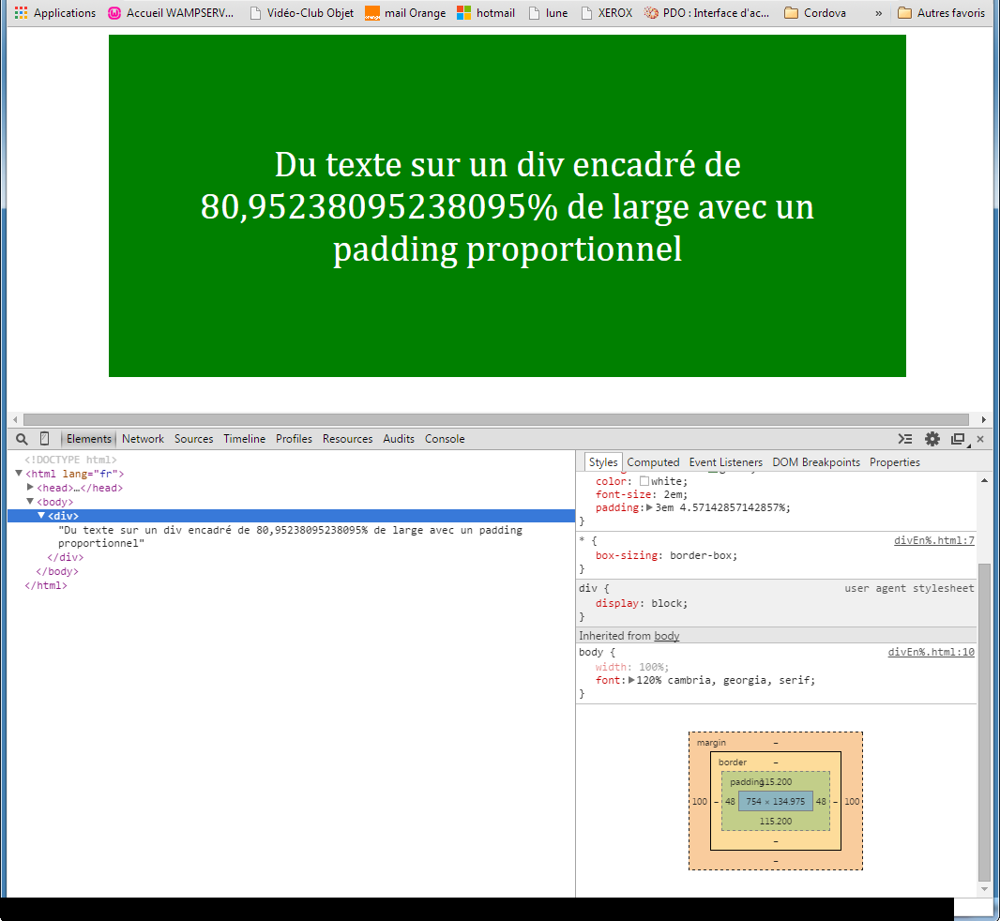 Applications Accueil WAMPSERV... Vidéo-Club Objet mail Orange hotmail lune XEROX PDO : Interface d'ac... Cordova » Autres favoris
Du texte sur un div encadré de
80,95238095238095% de large avec un
padding proportionnel
Elements Network Sources Timeline Profiles Resources Audits Console
<!DOCTYPE html>
<html lang="fr">
<head>…</head>
<body>
<div>
"Du texte sur un div encadré de 80,95238095238095% de large avec un padding
proportionnel"
</div>
</body>
</html>
Styles Computed Event Listeners DOM Breakpoints Properties
color: white;
font-size: 2em;
padding: 3em 4.57142857142857%;
}
* { divEn%.html:7
box-sizing: border-box;
}
div { user agent stylesheet
display: block;
}
Inherited from body
body { divEn%.html:10
width: 100%;
font: 120% cambria, georgia, serif;
}
margin –
border –
padding 115.200
100 – 48 754 × 134.975 48 – 100
115.200
–
–